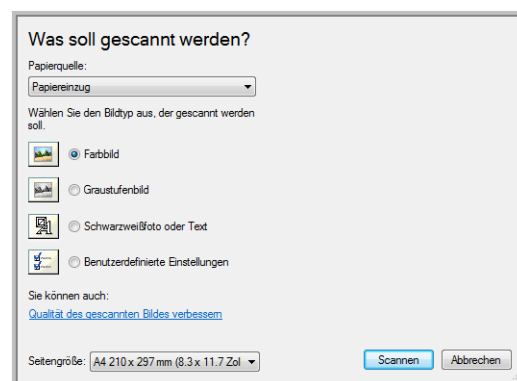 Was soll gescannt werden?
Papierquelle:
Papiereinzug
Wählen Sie den Bildtyp aus, der gescannt werden
soll.
Farbbild
Graustufenbild
Schwarzweißfoto oder Text
Benutzerdefinierte Einstellungen
Sie können auch:
Qualität des gescannten Bildes verbessern
Seitengröße: A4 210 x 297 mm (8.3 x 11.7 Zol Scannen Abbrechen